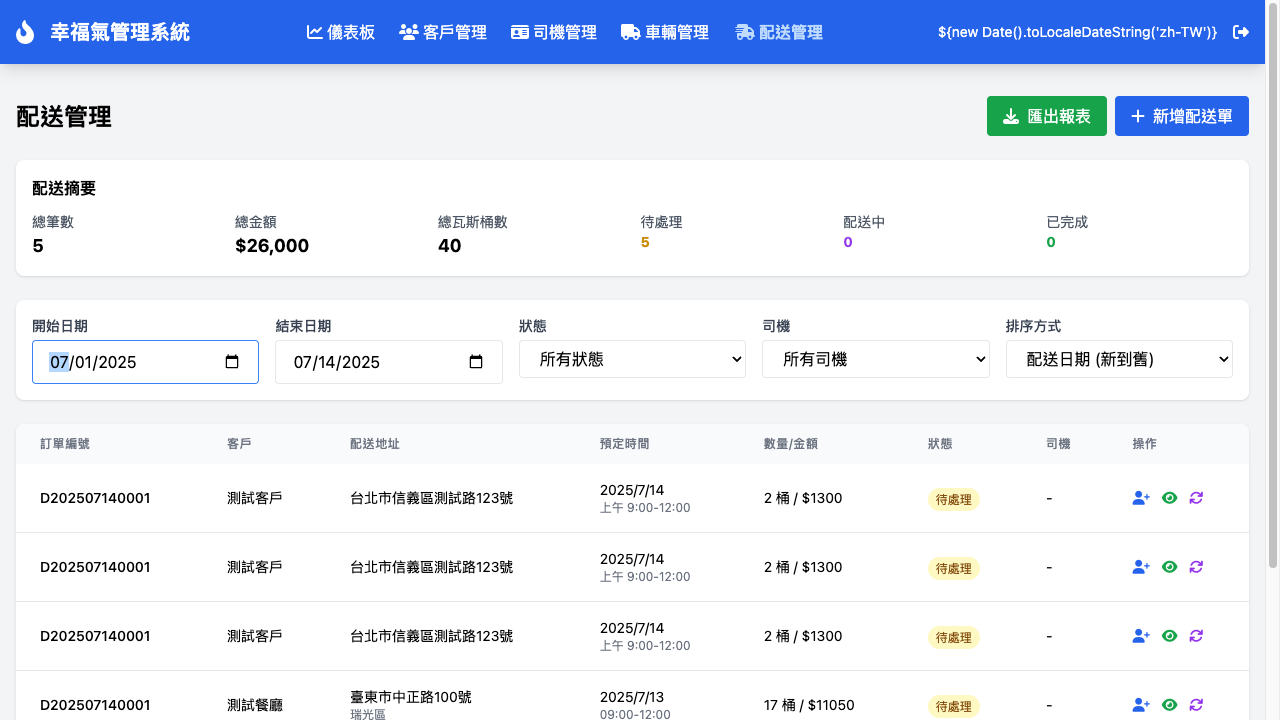 幸福氣管理系統
儀表板
客戶管理
司機管理
車輛管理
配送管理
${new Date().toLocaleDateString('zh-TW')}
配送管理
匯出報表
新增配送單
配送摘要
總筆數
5
總金額
$26,000
總瓦斯桶數
40
待處理
5
配送中
0
已完成
0
開始日期
07/01/2025
結束日期
07/14/2025
狀態
所有狀態
司機
所有司機
排序方式
配送日期 (新到舊)
訂單編號 客戶 配送地址 預定時間 數量/金額 狀態 司機 操作
D202507140001 測試客戶 台北市信義區測試路123號 2025/7/14 2 桶 / $1300 待處理 -
上午 9:00-12:00
D202507140001 測試客戶 台北市信義區測試路123號 2025/7/14 2 桶 / $1300 待處理 -
上午 9:00-12:00
D202507140001 測試客戶 台北市信義區測試路123號 2025/7/14 2 桶 / $1300 待處理 -
上午 9:00-12:00
D202507140001 測試餐廳 臺東市中正路100號 2025/7/13 17 桶 / $11050 待處理 -
瑞光區 09:00-12:00